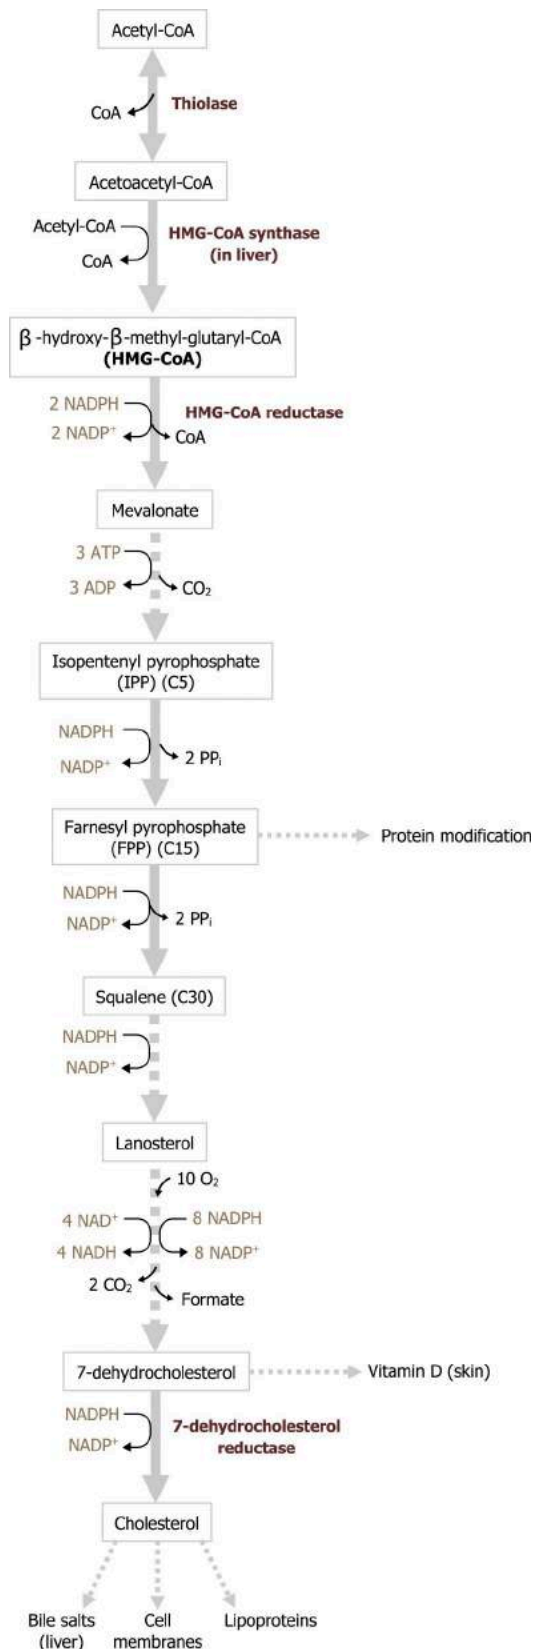 Acetyl-CoA
CoA
Thiolase
Acetoacetyl-CoA
Acetyl-CoA
CoA
HMG-CoA synthase
(in liver)
β-hydroxy-β-methyl-glutaryl-CoA
(HMG-CoA)
2 NADPH
2 NADP⁺
CoA
HMG-CoA reductase
Mevalonate
3 ATP
3 ADP
CO₂
Isopentenyl pyrophosphate
(IPP) (C5)
NADPH
NADP⁺
2 PPᵢ
Farnesyl pyrophosphate
(FPP) (C15)
Protein modification
NADPH
NADP⁺
2 PPᵢ
Squalene (C30)
NADPH
NADP⁺
Lanosterol
10 O₂
4 NAD⁺
8 NADPH
4 NADH
8 NADP⁺
2 CO₂
Formate
7-dehydrocholesterol
Vitamin D (skin)
NADPH
NADP⁺
7-dehydrocholesterol
reductase
Cholesterol
Bile salts
(liver)
Cell
membranes
Lipoproteins